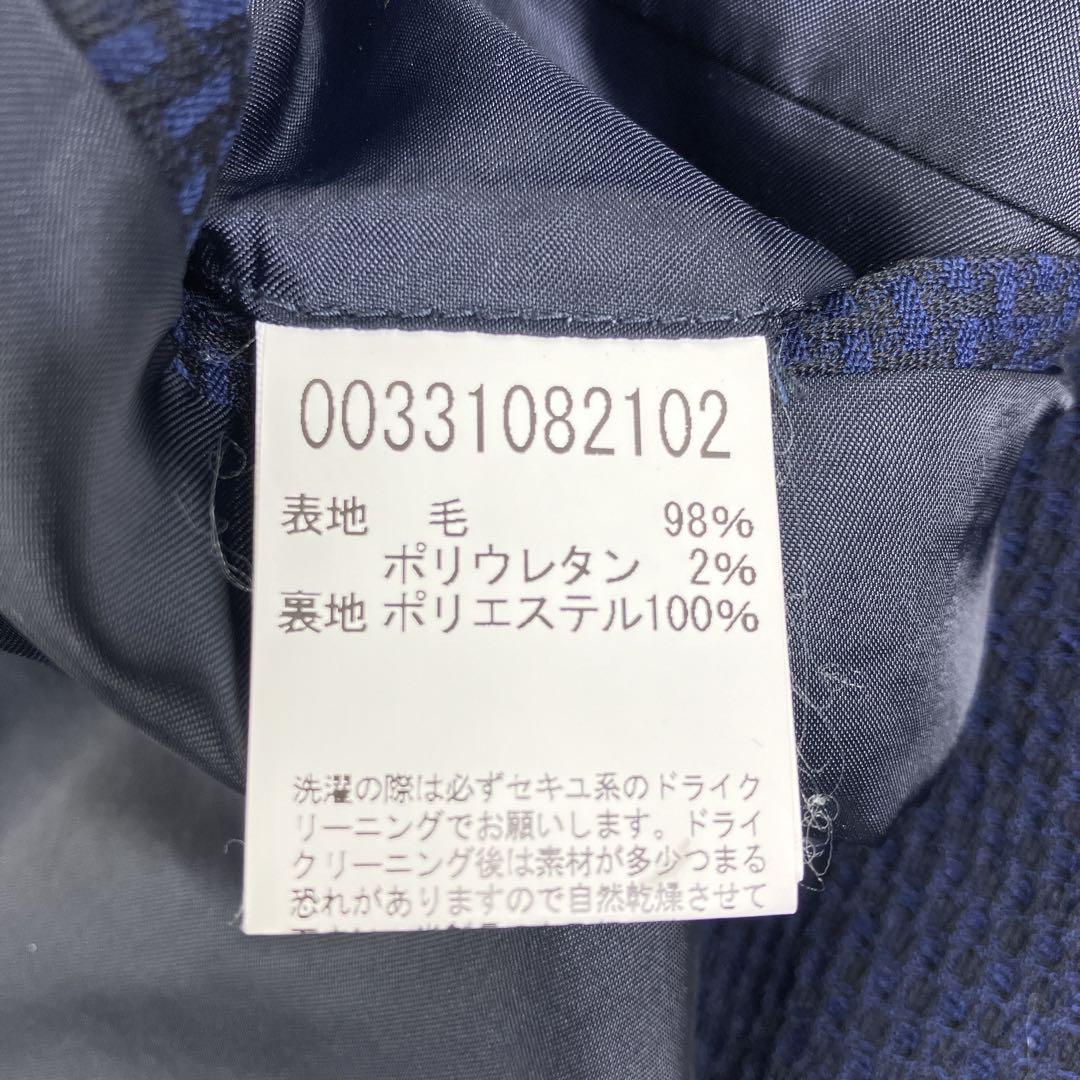 00331082102
表地 毛 98%
ポリウレタン 2%
裏地 ポリエステル100%
洗濯の際は必ずセキユ系のドライク
リーニングでお願いします。ドライ
クリーニング後は素材が多少つまる
恐れがありますので自然乾燥させて